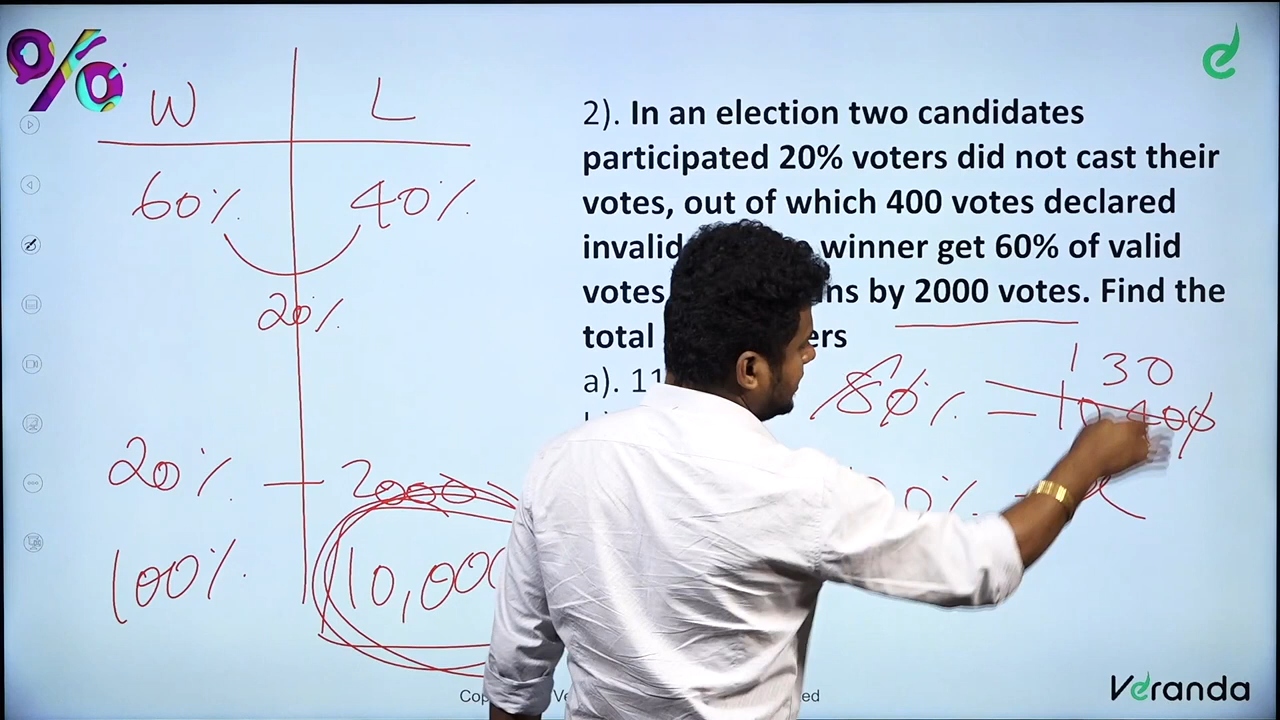 W L
60% 40%
20%
20% — 2000
100% 10,000
2). In an election two candidates
participated 20% voters did not cast their
votes, out of which 400 votes declared
invalid winner get 60% of valid
votes by 2000 votes. Find the
total
a). 11
130
80% = 10400
Veranda